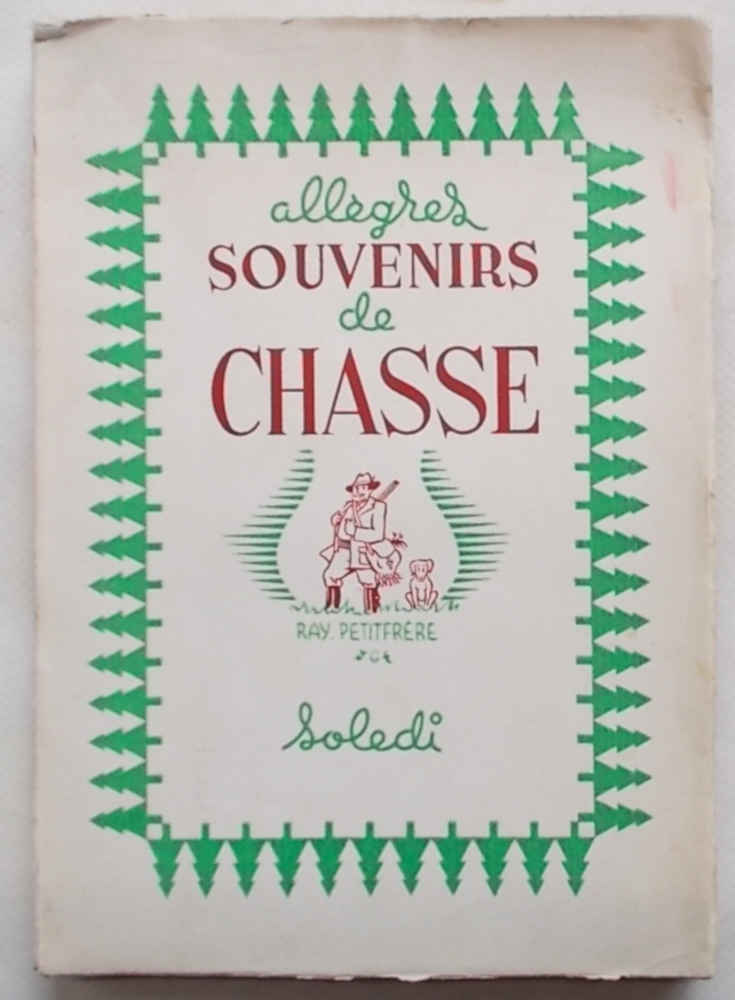 allègres
SOUVENIRS
de
CHASSE
RAY. PETITFRÈRE
Soledi